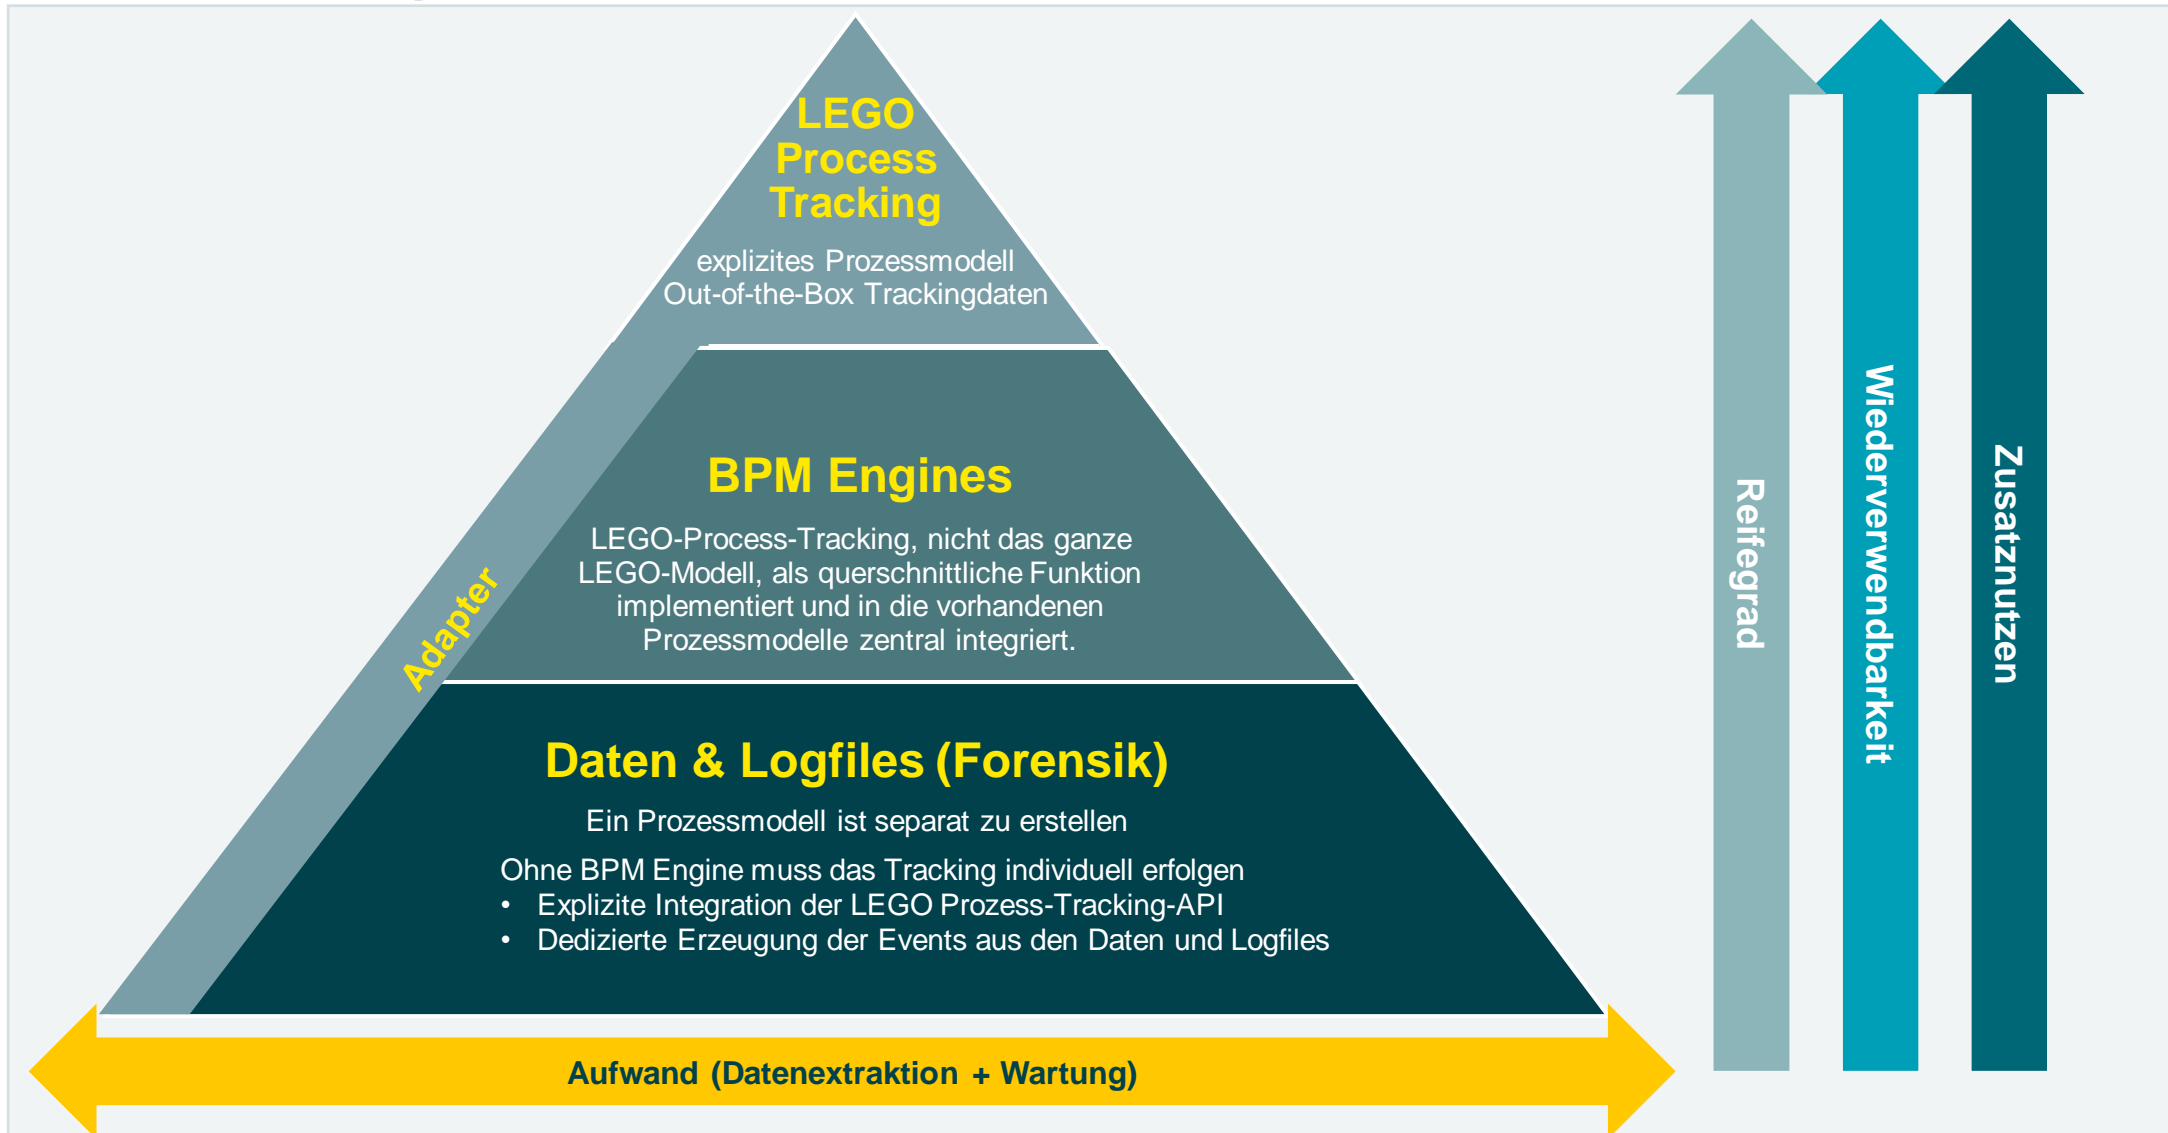 LEGO
Process
Tracking
explizites Prozessmodell
Out-of-the-Box Trackingdaten
BPM Engines
LEGO-Process-Tracking, nicht das ganze
LEGO-Modell, als querschnittliche Funktion
implementiert und in die vorhandenen
Prozessmodelle zentral integriert.
Adapter
Daten & Logfiles (Forensik)
Ein Prozessmodell ist separat zu erstellen
Ohne BPM Engine muss das Tracking individuell erfolgen
• Explizite Integration der LEGO Prozess-Tracking-API
• Dedizierte Erzeugung der Events aus den Daten und Logfiles
Aufwand (Datenextraktion + Wartung)
Reifegrad
Wiederverwendbarkeit
Zusatznutzen